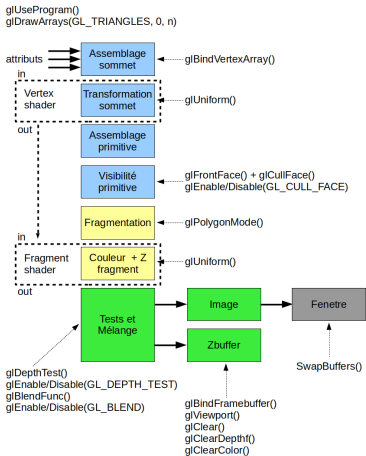 glUseProgram()
glDrawArrays(GL_TRIANGLES, 0, n)
attributs
Assemblage
sommet
glBindVertexArray()
in
Vertex
shader
Transformation
sommet
glUniform()
out
Assemblage
primitive
Visibilité
primitive
glFrontFace() + glCullFace()
glEnable/Disable(GL_CULL_FACE)
Fragmentation
glPolygonMode()
in
Fragment
shader
Couleur + Z
fragment
glUniform()
out
Tests et
Mélange
Image
Fenetre
Zbuffer
SwapBuffers()
glDepthTest()
glEnable/Disable(GL_DEPTH_TEST)
glBlendFunc()
glEnable/Disable(GL_BLEND)
glBindFramebuffer()
glViewport()
glClear()
glClearDepthf()
glClearColor()